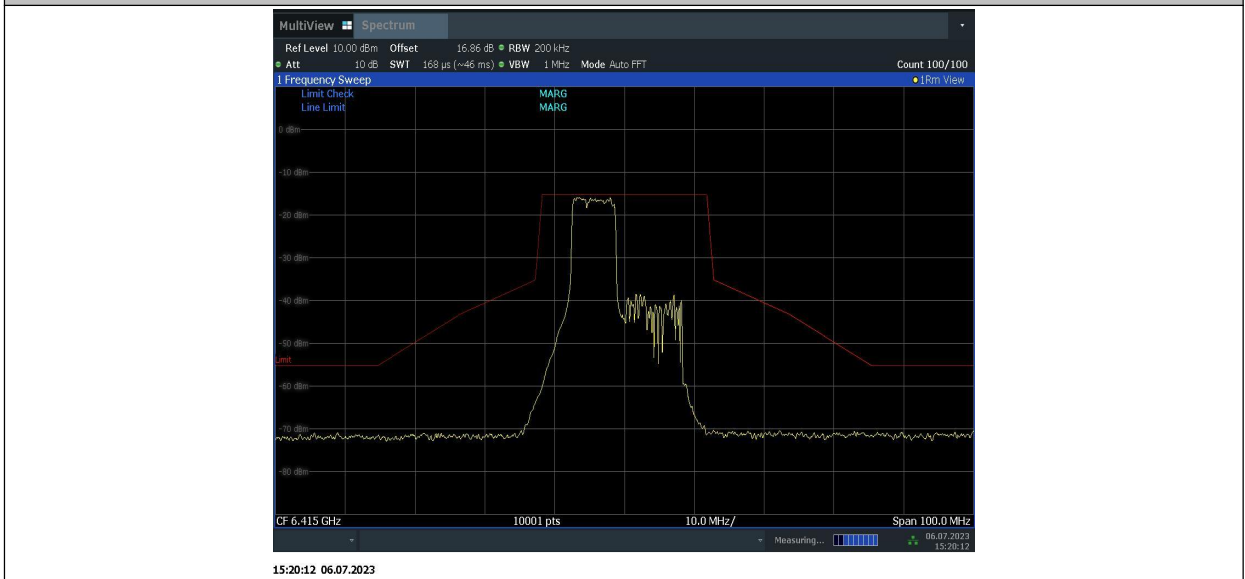 MultiView Spectrum
Ref Level 10.00 dBm Offset 16.86 dB RBW 200 kHz
Att 10 dB SWT 168 µs (~46 ms) VBW 1 MHz Mode Auto FFT Count 100/100
1 Frequency Sweep 1Rm View
Limit Check MARG
Line Limit MARG
0 dBm
-10 dBm
-20 dBm
-30 dBm
-40 dBm
-50 dBm
Limit
-60 dBm
-70 dBm
-80 dBm
CF 6.415 GHz 10001 pts 10.0 MHz/ Span 100.0 MHz
Measuring... 06.07.2023
15:20:12
15:20:12 06.07.2023